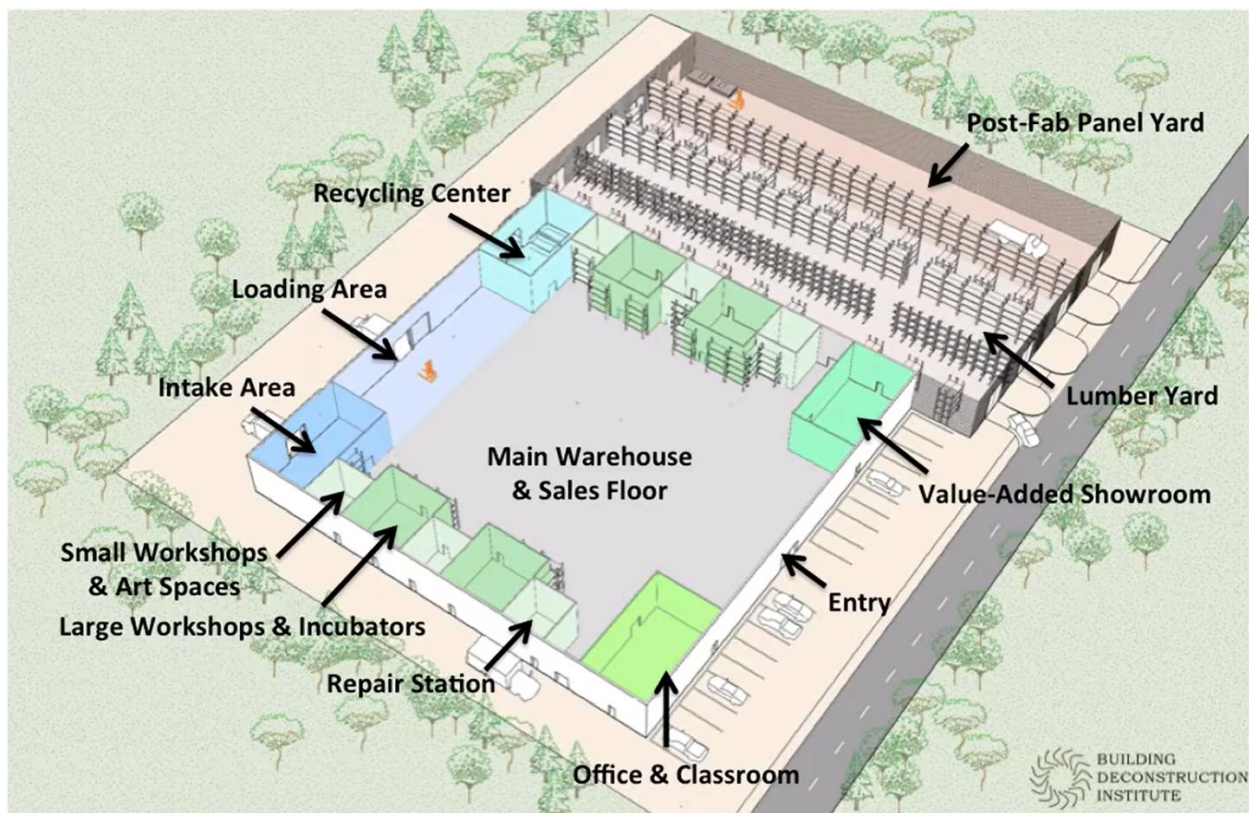 Post-Fab Panel Yard
Recycling Center
Loading Area
Intake Area
Lumber Yard
Main Warehouse
& Sales Floor
Value-Added Showroom
Small Workshops
& Art Spaces
Entry
Large Workshops & Incubators
Repair Station
Office & Classroom
BUILDING
DECONSTRUCTION
INSTITUTE